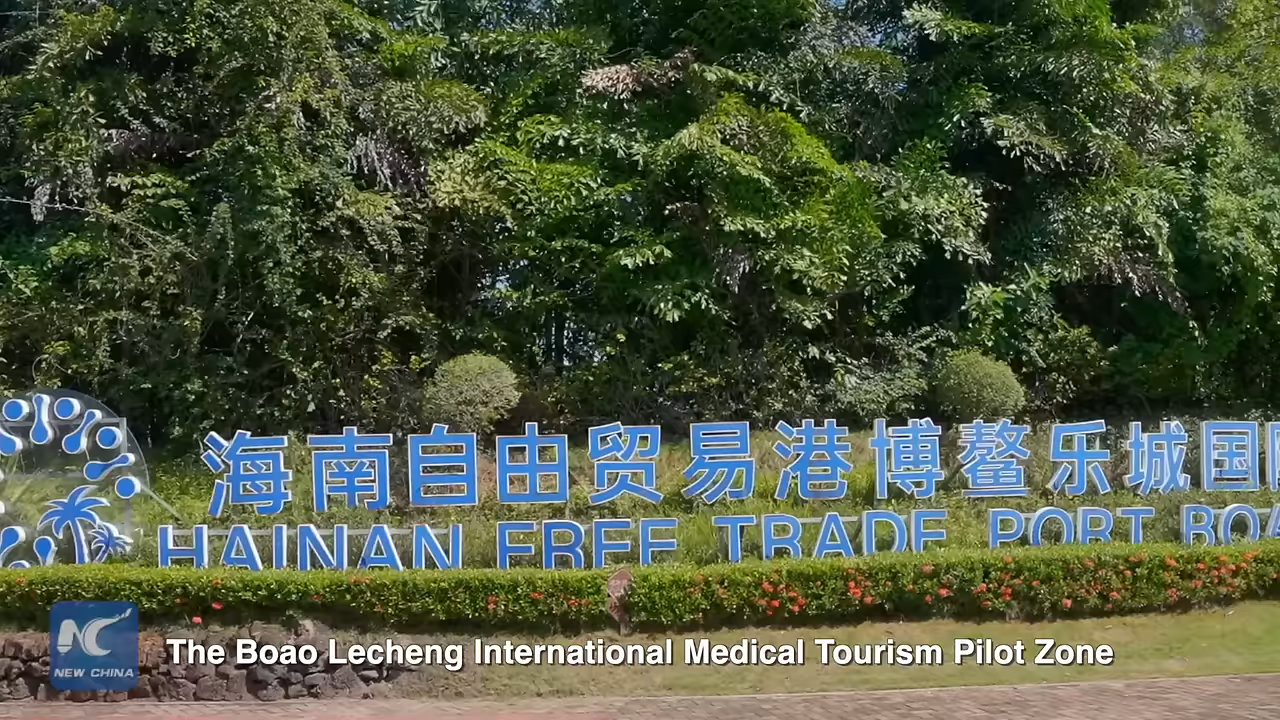 海南自由贸易港博鳌乐城国
HAINAN FREE TRADE PORT BOA
The Boao Lecheng International Medical Tourism Pilot Zone
NC
NEW CHINA